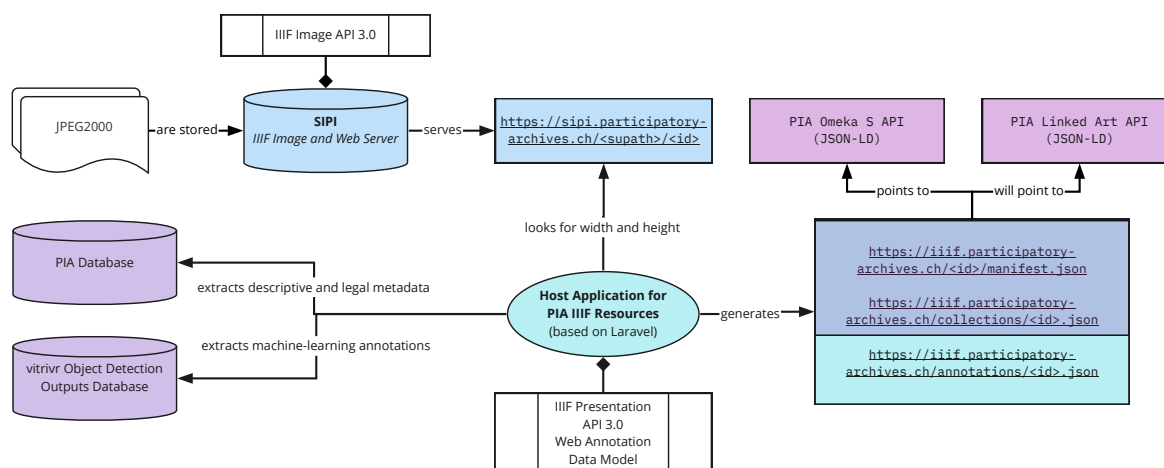 IIIF Image API 3.0
JPEG2000
are stored
SIPI
IIIF Image and Web Server
serves
https://sipi.participatory-
archives.ch/<supath>/<id>
PIA Omeka S API
(JSON-LD)
PIA Linked Art API
(JSON-LD)
points to
will point to
looks for width and height
PIA Database
extracts descriptive and legal metadata
Host Application for
PIA IIIF Resources
(based on Laravel)
generates
https://iiif.participatory-
archives.ch/<id>/manifest.json
https://iiif.participatory-
archives.ch/collections/<id>.json
https://iiif.participatory-
archives.ch/annotations/<id>.json
extracts machine-learning annotations
vitrivr Object Detection
Outputs Database
IIIF Presentation
API 3.0
Web Annotation
Data Model